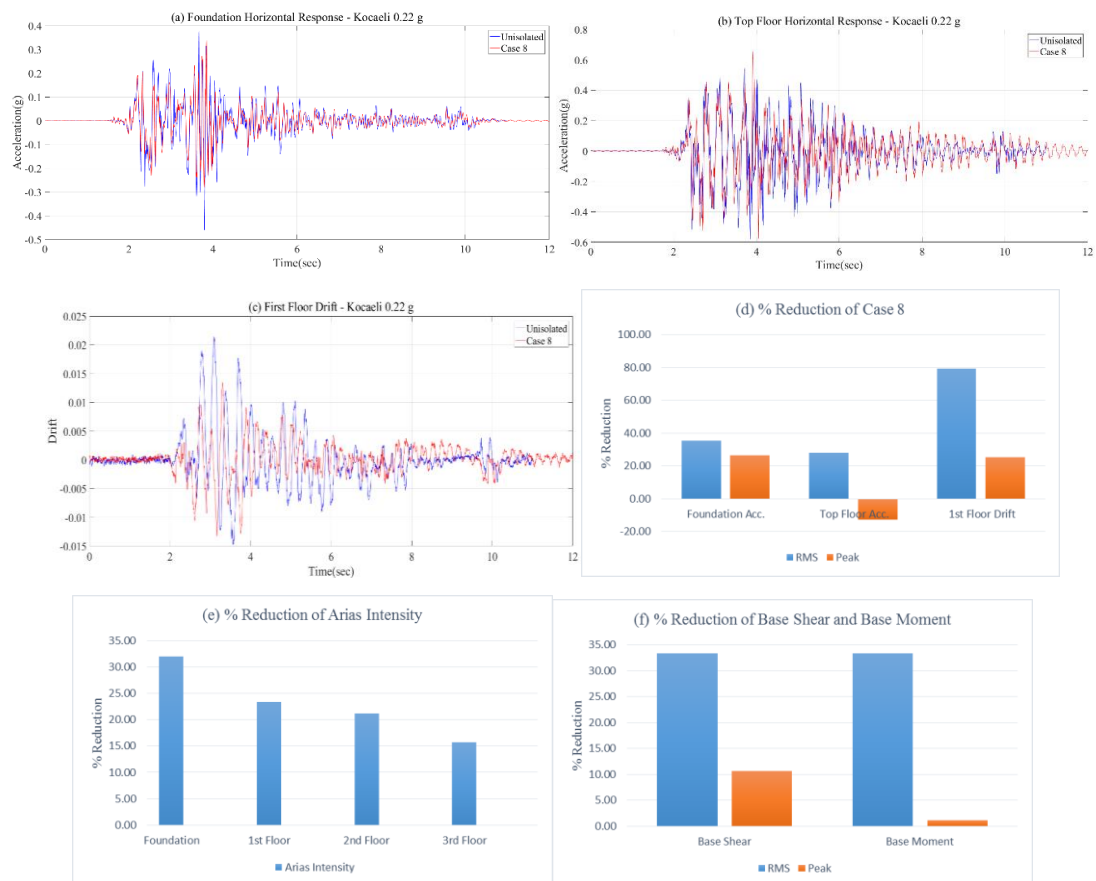 (a) Foundation Horizontal Response - Kocaeli 0.22 g
Unisolated
Case 8
Acceleration(g)
0.4
0.3
0.2
0.1
0
-0.1
-0.2
-0.3
-0.4
-0.5
0 2 4 6 8 10 12
Time(sec)
(b) Top Floor Horizontal Response - Kocaeli 0.22 g
Unisolated
Case 8
Acceleration(g)
0.8
0.6
0.4
0.2
0
-0.2
-0.4
-0.6
0 2 4 6 8 10 12
Time(sec)
(c) First Floor Drift - Kocaeli 0.22 g
Unisolated
Case 8
Drift
0.025
0.02
0.015
0.01
0.005
0
-0.005
-0.01
-0.015
0 2 4 6 8 10 12
Time(sec)
(d) % Reduction of Case 8
% Reduction
100.00
80.00
60.00
40.00
20.00
0.00
-20.00
Foundation Acc. Top Floor Acc. 1st Floor Drift
RMS Peak
(e) % Reduction of Arias Intensity
% Reduction
35.00
30.00
25.00
20.00
15.00
10.00
5.00
0.00
Foundation 1st Floor 2nd Floor 3rd Floor
Arias Intensity
(f) % Reduction of Base Shear and Base Moment
% Reduction
35.00
30.00
25.00
20.00
15.00
10.00
5.00
0.00
Base Shear Base Moment
RMS Peak